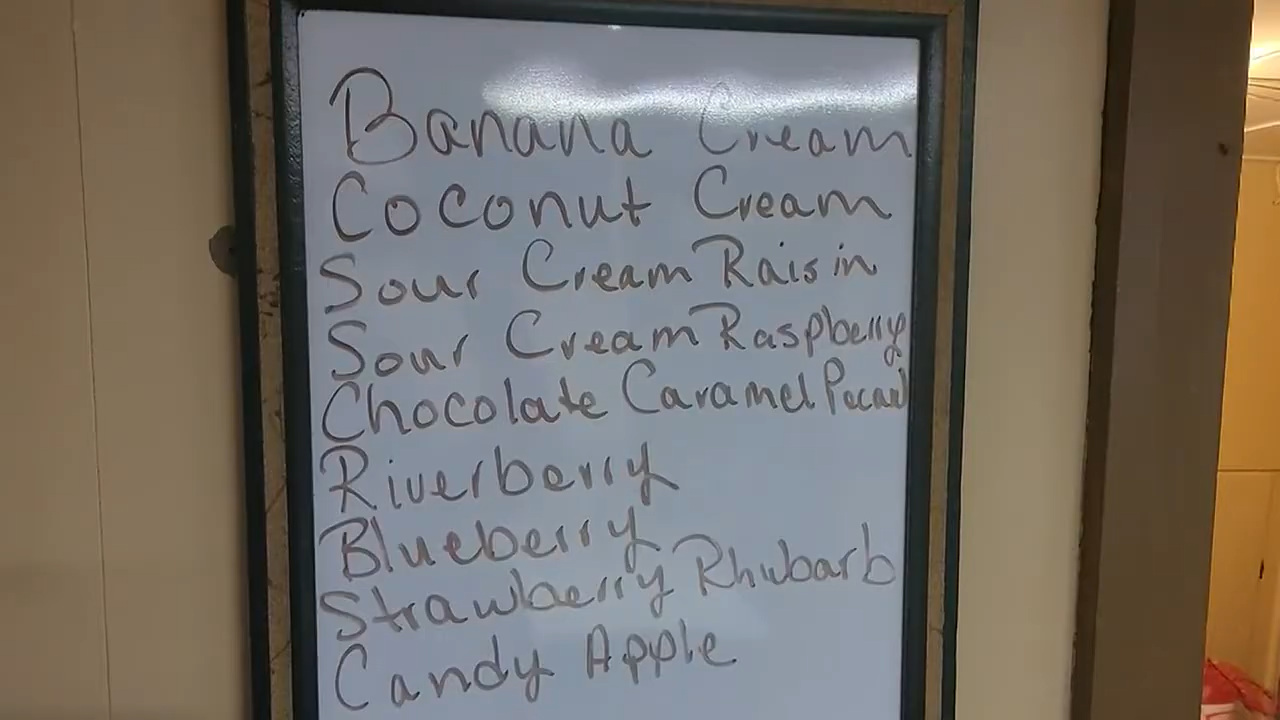 Banana Cream
Coconut Cream
Sour Cream Raisin
Sour Cream Raspberry
Chocolate Caramel Pecan
Riverberry
Blueberry
Strawberry Rhubarb
Candy Apple